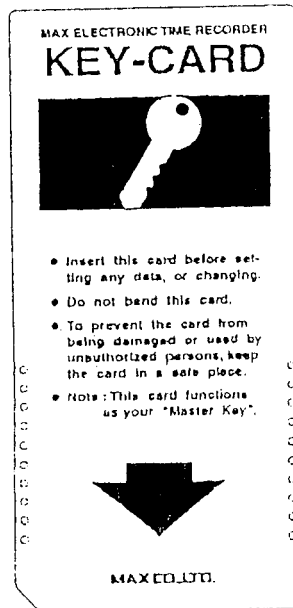 MAX ELECTRONIC TIME RECORDER
KEY-CARD
• Insert this card before set-
ting any data, or changing.
• Do not bend this card.
• To prevent the card from
being damaged or used by
unauthorized persons, keep
the card in a safe place.
• Note : This card functions
as your "Master Key".
MAX CO.,LTD.